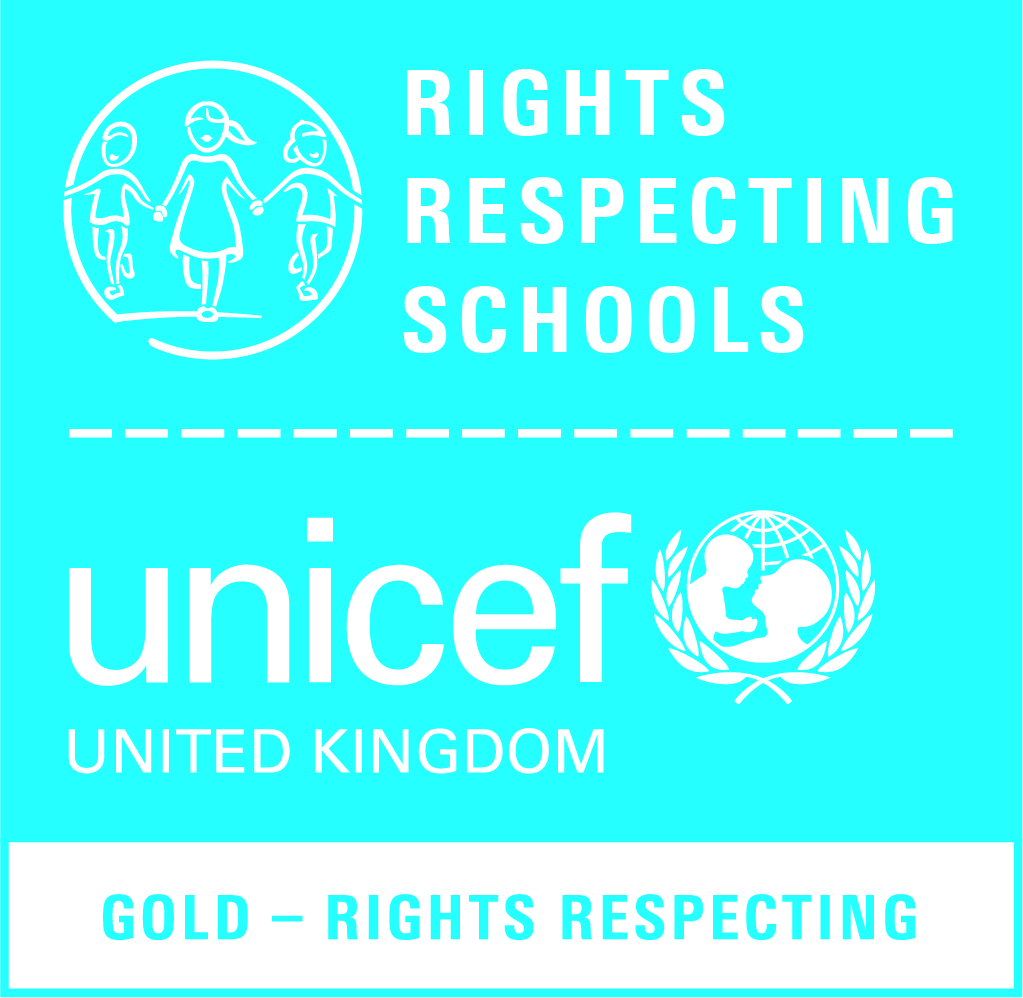 RIGHTS
RESPECTING
SCHOOLS
unicef
UNITED KINGDOM
GOLD – RIGHTS RESPECTING